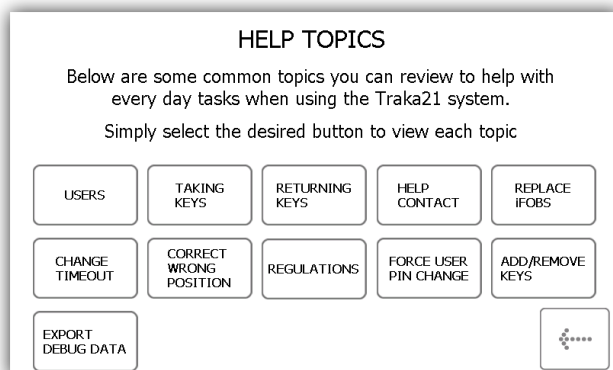 HELP TOPICS
Below are some common topics you can review to help with
every day tasks when using the Traka21 system.
Simply select the desired button to view each topic
USERS
TAKING
KEYS
RETURNING
KEYS
HELP
CONTACT
REPLACE
iFOBS
CHANGE
TIMEOUT
CORRECT
WRONG
POSITION
REGULATIONS
FORCE USER
PIN CHANGE
ADD/REMOVE
KEYS
EXPORT
DEBUG DATA